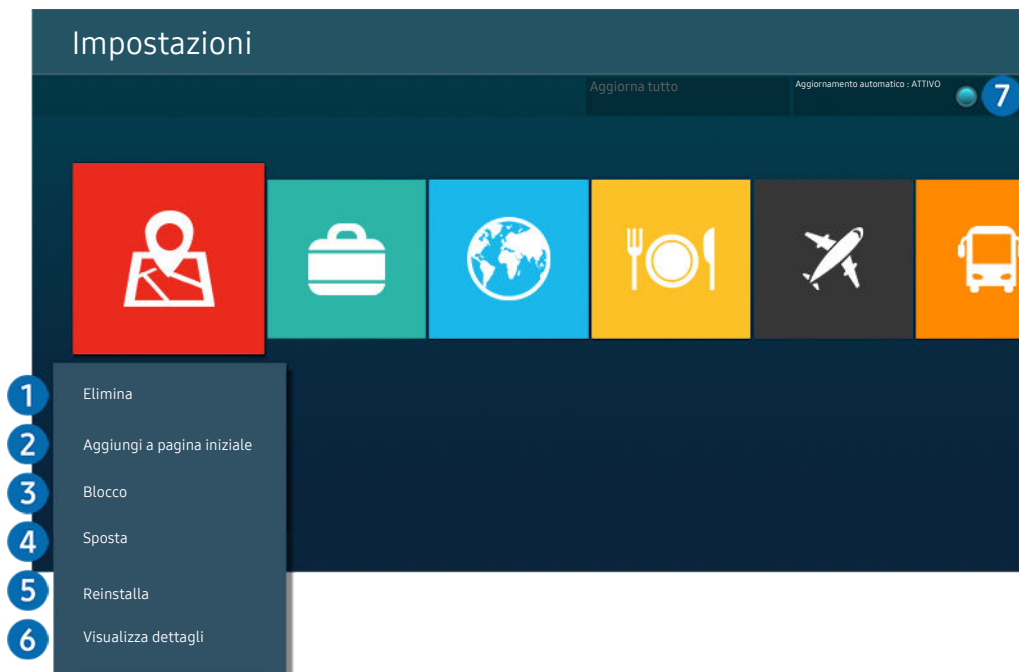 Impostazioni
Aggiorna tutto
Aggiornamento automatico : ATTIVO
7
1 Elimina
2 Aggiungi a pagina iniziale
3 Blocco
4 Sposta
5 Reinstalla
6 Visualizza dettagli